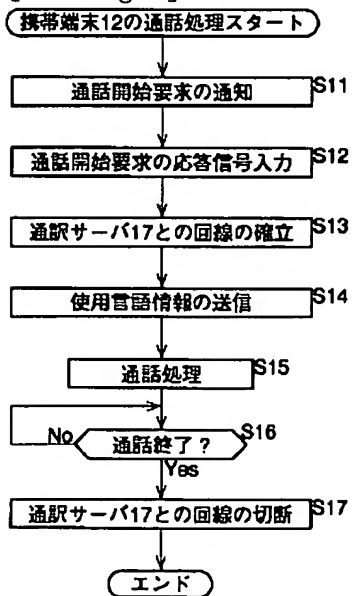 携帯端末12の通話処理スタート
通話開始要求の通知 S11
通話開始要求の応答信号入力 S12
通訳サーバ17との回線の確立 S13
使用言語情報の送信 S14
通話処理 S15
No 通話終了? S16
Yes
通訳サーバ17との回線の切断 S17
エンド